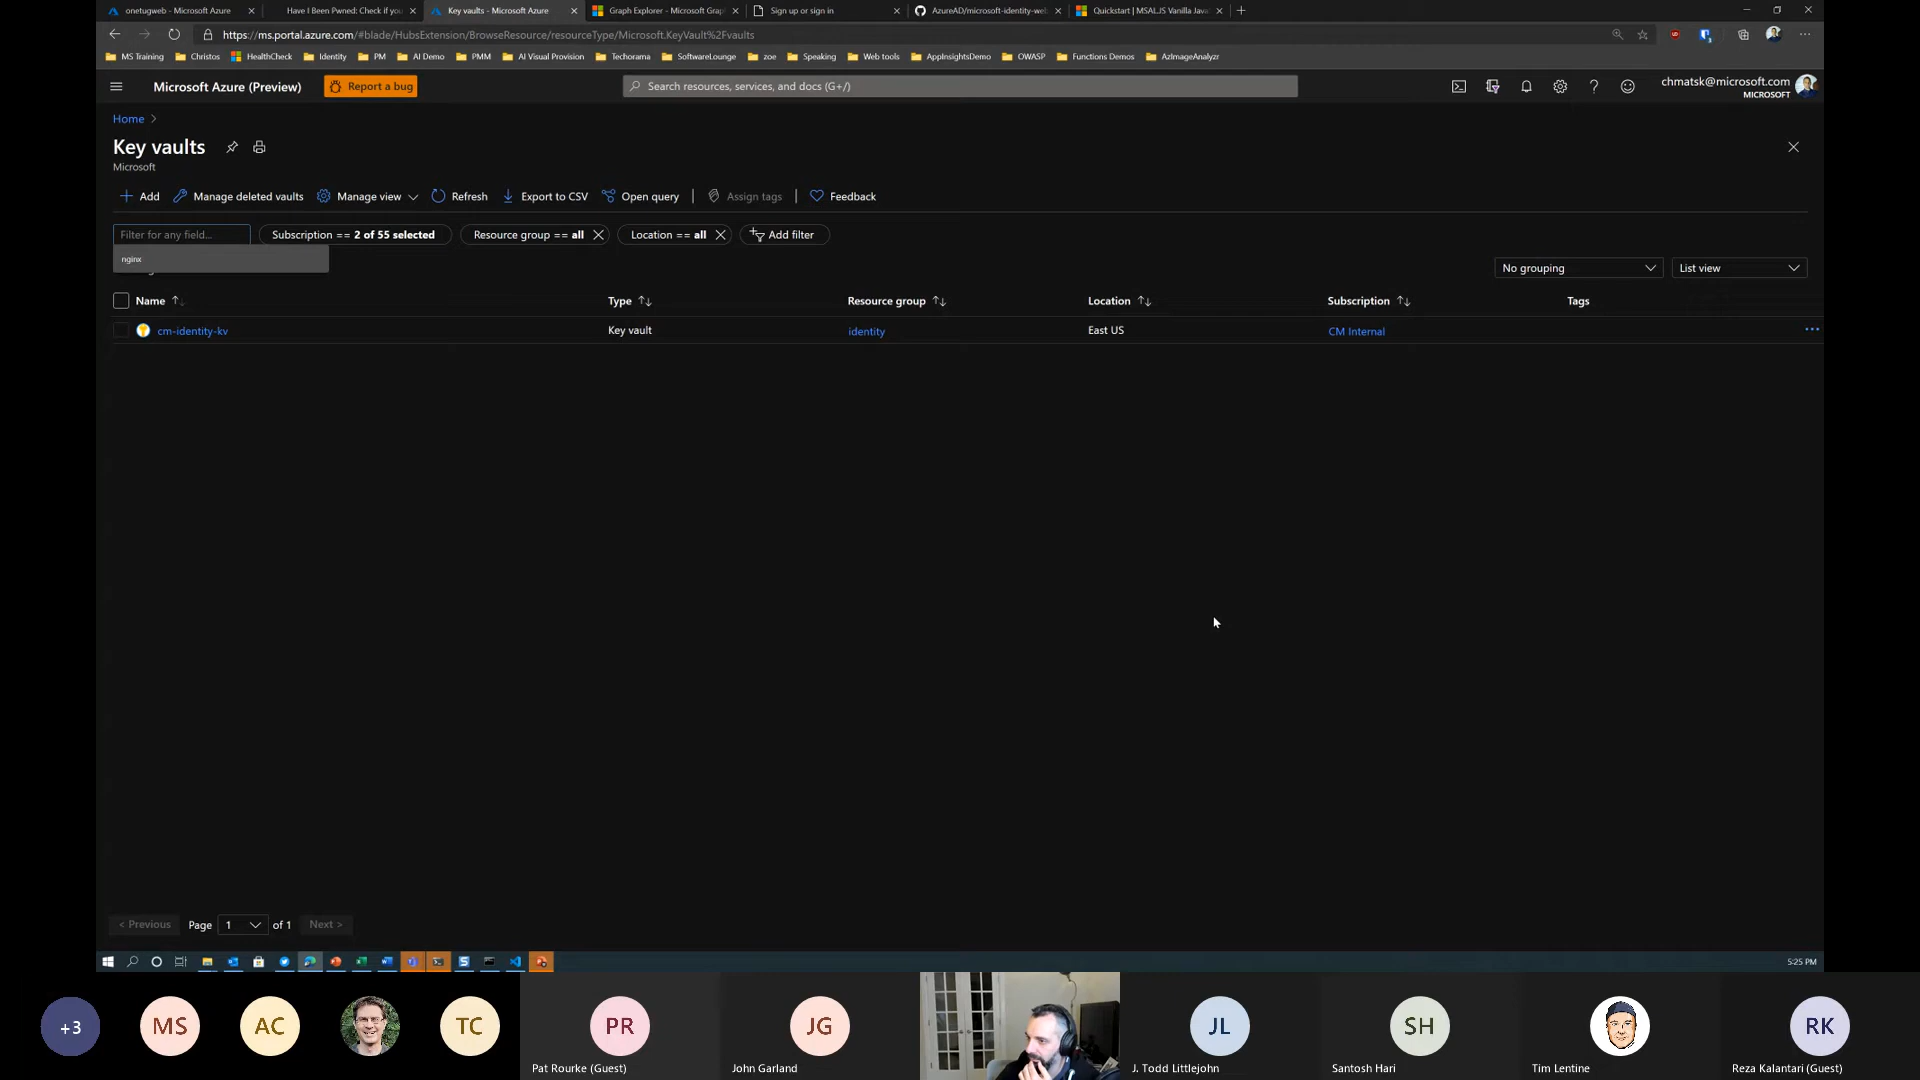 onetugweb - Microsoft Azure
Have I Been Pwned: Check if you
Key vaults - Microsoft Azure
Graph Explorer - Microsoft Grap
Sign up or sign in
AzureAD/microsoft-identity-web
Quickstart | MSAL.JS Vanilla Java
https://ms.portal.azure.com/#blade/HubsExtension/BrowseResource/resourceType/Microsoft.KeyVault%2Fvaults
MS Training
Christos
HealthCheck
Identity
PM
AI Demo
PMM
AI Visual Provision
Techorama
SoftwareLounge
zoe
Speaking
Web tools
AppInsightsDemo
OWASP
Functions Demos
AzImageAnalyzr
Microsoft Azure (Preview)
Report a bug
Search resources, services, and docs (G+/)
chmatsk@microsoft.com
MICROSOFT
Home
Key vaults
Microsoft
Add
Manage deleted vaults
Manage view
Refresh
Export to CSV
Open query
Assign tags
Feedback
Filter for any field...
Subscription == 2 of 55 selected
Resource group == all
Location == all
Add filter
nginx
No grouping
List view
Name
Type
Resource group
Location
Subscription
Tags
cm-identity-kv
Key vault
identity
East US
CM Internal
< Previous
Page
1
of 1
Next >
5:25 PM
+3
MS
AC
TC
PR
JG
JL
SH
RK
Pat Rourke (Guest)
John Garland
J. Todd Littlejohn
Santosh Hari
Tim Lentine
Reza Kalantari (Guest)